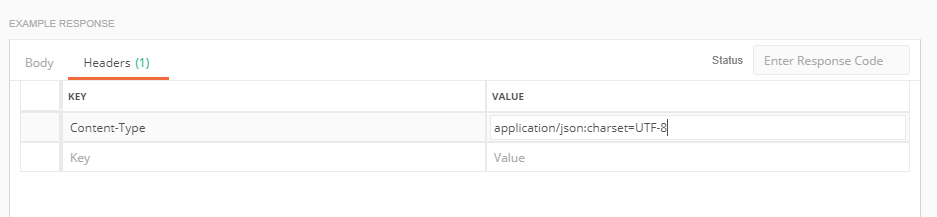 EXAMPLE RESPONSE
Body Headers (1) Status Enter Response Code
KEY VALUE
Content-Type application/json:charset=UTF-8
Key Value